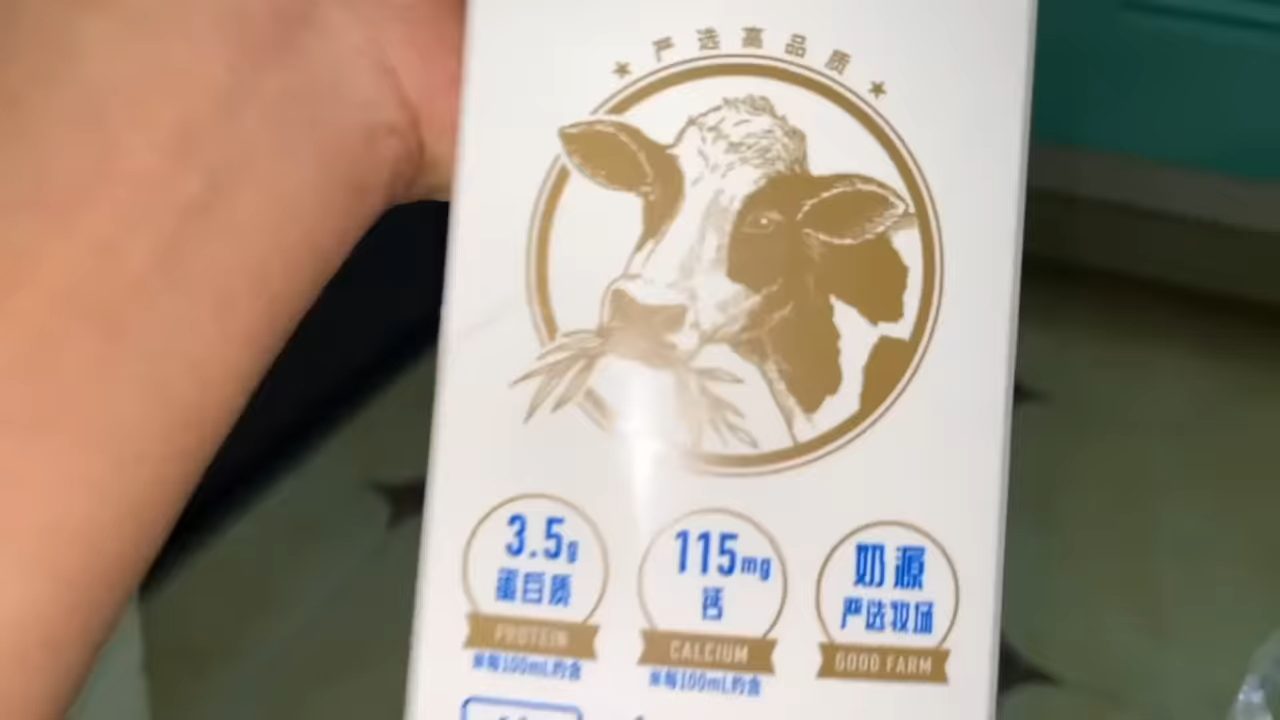 严选高品质
3.5g
蛋白质
PROTEIN
※每100mL约含
115mg
钙
CALCIUM
※每100mL约含
奶源
严选牧场
GOOD FARM